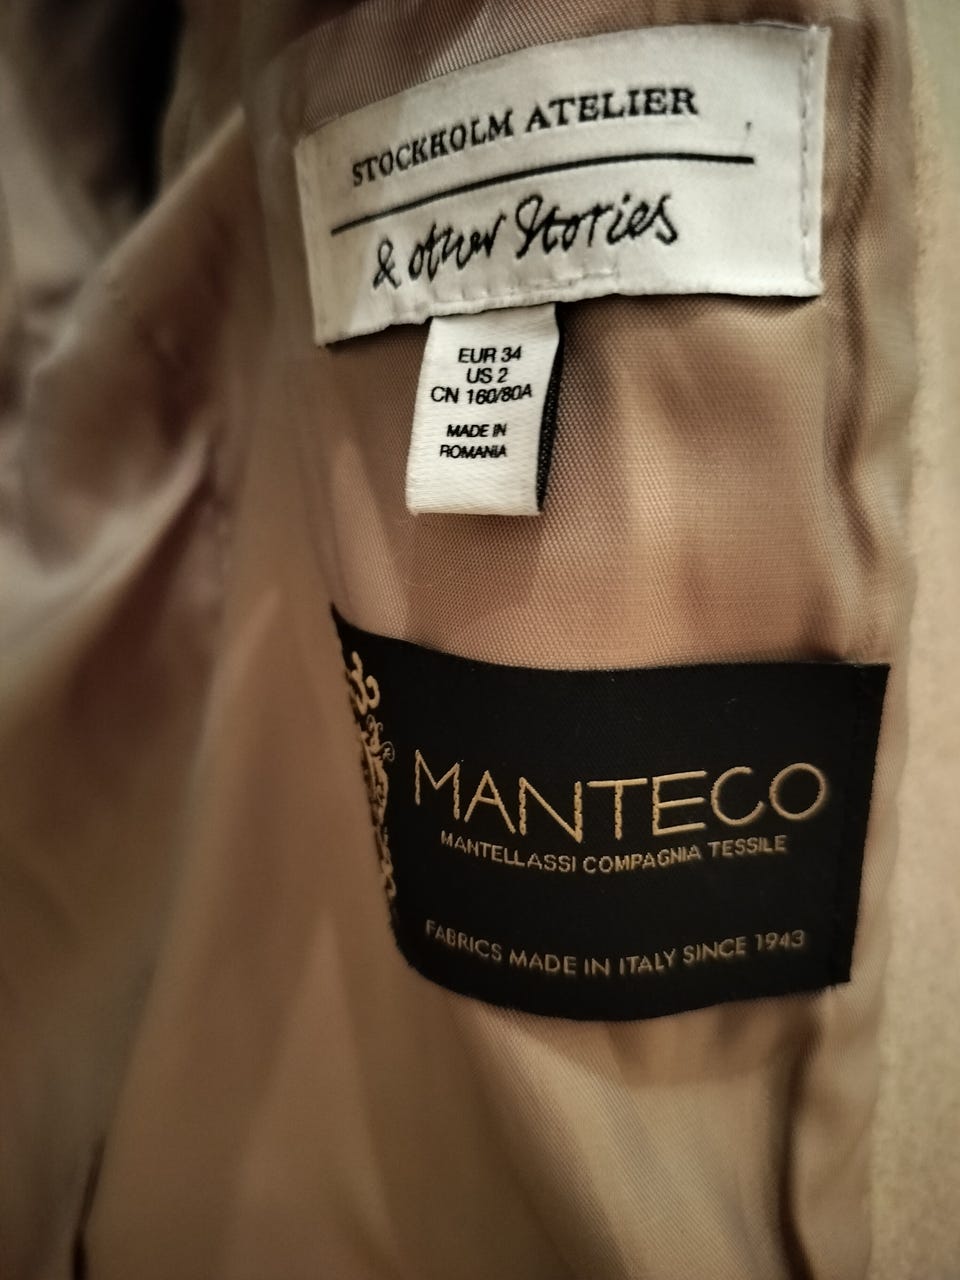 STOCKHOLM ATELIER
& other Stories
EUR 34
US 2
CN 160/80A
MADE IN
ROMANIA
MANTECO
MANTELLASSI COMPAGNIA TESSILE
FABRICS MADE IN ITALY SINCE 1943